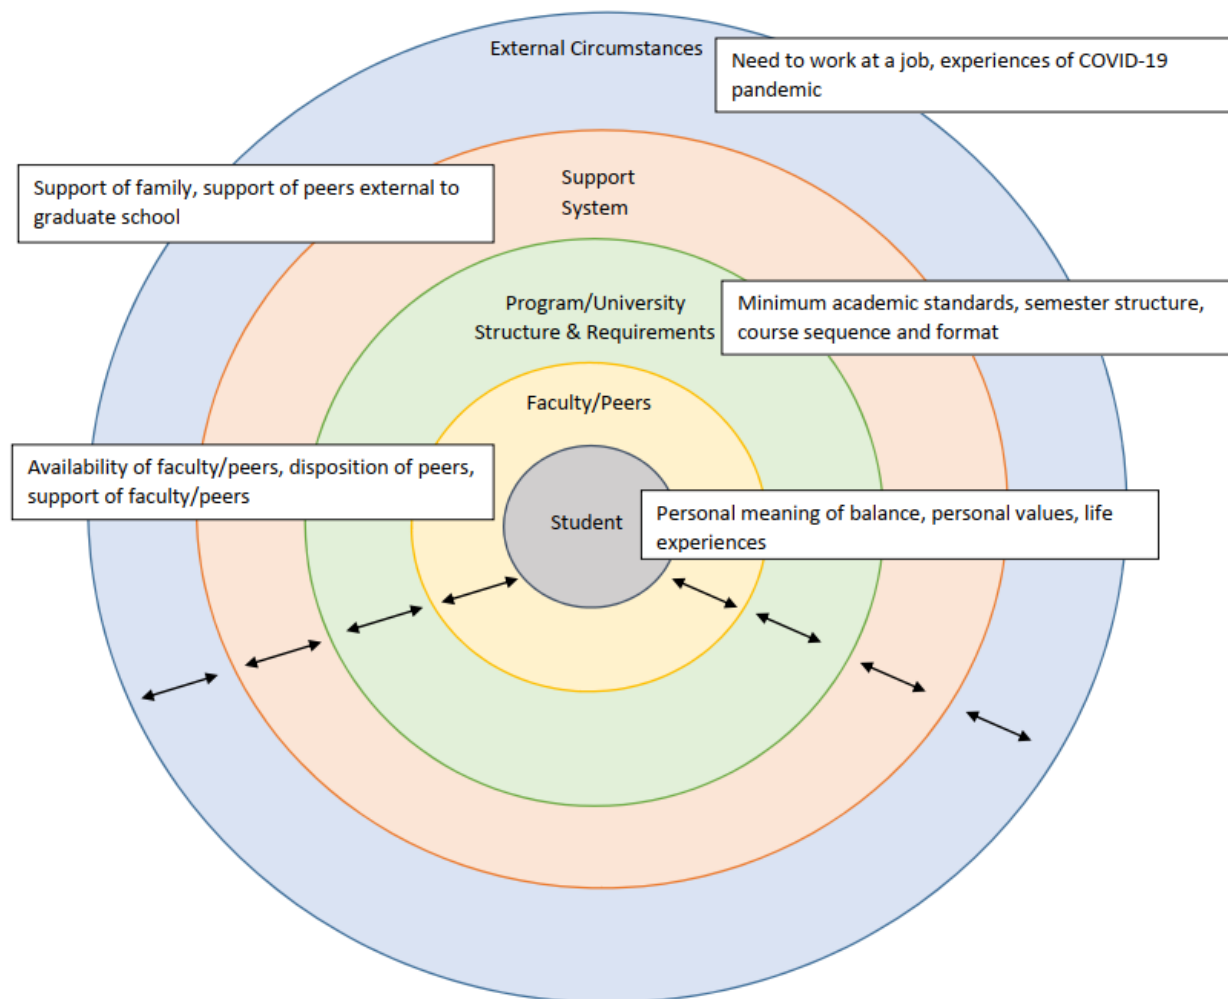 External Circumstances
Need to work at a job, experiences of COVID-19
pandemic
Support of family, support of peers external to
graduate school
Support
System
Program/University
Structure & Requirements
Minimum academic standards, semester structure,
course sequence and format
Faculty/Peers
Availability of faculty/peers, disposition of peers,
support of faculty/peers
Student
Personal meaning of balance, personal values, life
experiences